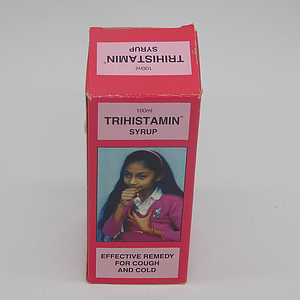 TRIHISTAMIN®
SYRUP
100ml
100ml
TRIHISTAMIN®
SYRUP
EFFECTIVE REMEDY
FOR COUGH
AND COLD